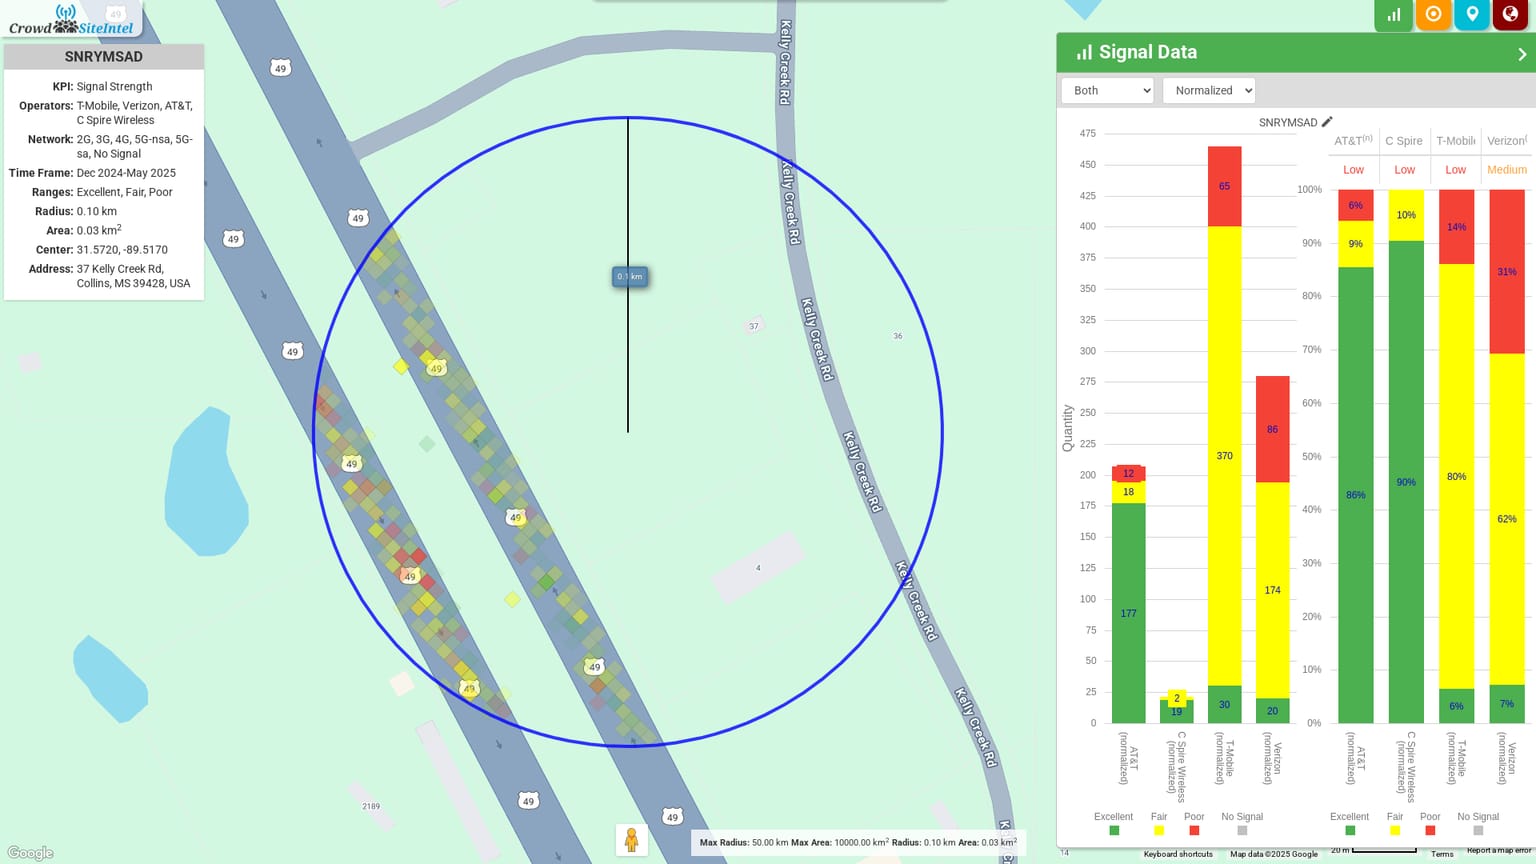 CrowdSiteIntel
SNRYMSAD
KPI: Signal Strength
Operators: T-Mobile, Verizon, AT&T,
C Spire Wireless
Network: 2G, 3G, 4G, 5G-nsa, 5G-
sa, No Signal
Time Frame: Dec 2024-May 2025
Ranges: Excellent, Fair, Poor
Radius: 0.10 km
Area: 0.03 km²
Center: 31.5720, -89.5170
Address: 37 Kelly Creek Rd,
Collins, MS 39428, USA
49
49
49
49
49
49
49
49
49
49
49
49
49
Kelly Creek Rd
Kelly Creek Rd
Kelly Creek Rd
Kelly Creek Rd
Kelly Creek Rd
Kelly Creek Rd
0.1 km
37
36
4
2189
Google
Max Radius: 50.00 km Max Area: 10000.00 km² Radius: 0.10 km Area: 0.03 km²
Signal Data
Both
Normalized
SNRYMSAD
475
450
425
400
375
350
325
300
275
250
225
200
175
150
125
100
75
50
25
0
Quantity
12
18
177
2
19
65
370
30
86
174
20
AT&T
(normalized)
C Spire Wireless
(normalized)
T-Mobile
(normalized)
Verizon
(normalized)
Excellent Fair Poor No Signal
AT&T(n) C Spire T-Mobile Verizon(
Low Low Low Medium
100%
90%
80%
70%
60%
50%
40%
30%
20%
10%
0%
6%
9%
86%
10%
90%
14%
80%
6%
31%
62%
7%
AT&T
(normalized)
C Spire Wireless
(normalized)
T-Mobile
(normalized)
Verizon
(normalized)
Excellent Fair Poor No Signal
14
Keyboard shortcuts Map data ©2025 Google 20 m Terms Report a map error